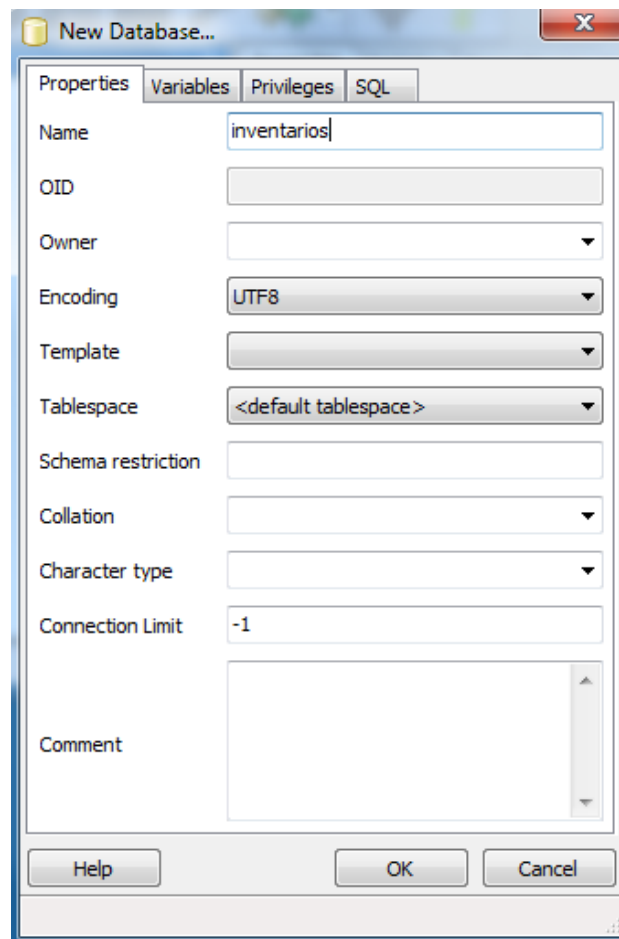 New Database...
Properties Variables Privileges SQL
Name inventarios
OID
Owner
Encoding UTF8
Template
Tablespace <default tablespace>
Schema restriction
Collation
Character type
Connection Limit -1
Comment
Help OK Cancel